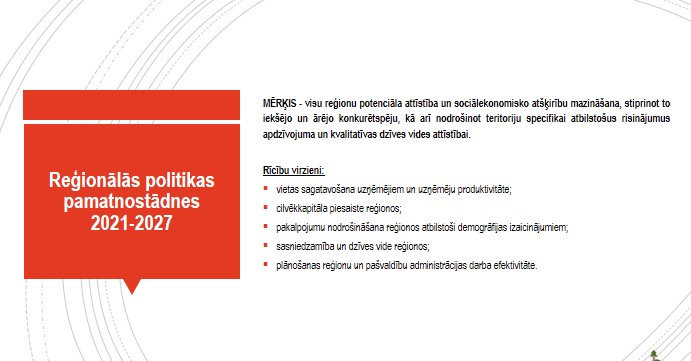 Reģionālās politikas
pamatnostādnes
2021-2027
MĒRĶIS - visu reģionu potenciāla attīstība un sociālekonomisko atšķirību mazināšana, stiprinot to
iekšējo un ārējo konkurētspēju, kā arī nodrošinot teritoriju specifikai atbilstošus risinājumus
apdzīvojuma un kvalitatīvas dzīves vides attīstībai.
Rīcību virzieni:
vietas sagatavošana uzņēmējiem un uzņēmēju produktivitāte;
cilvēkkapitāla piesaiste reģionos;
pakalpojumu nodrošināšana reģionos atbilstoši demogrāfijas izaicinājumiem;
sasniedzamība un dzīves vide reģionos;
plānošanas reģionu un pašvaldību administrācijas darba efektivitāte.